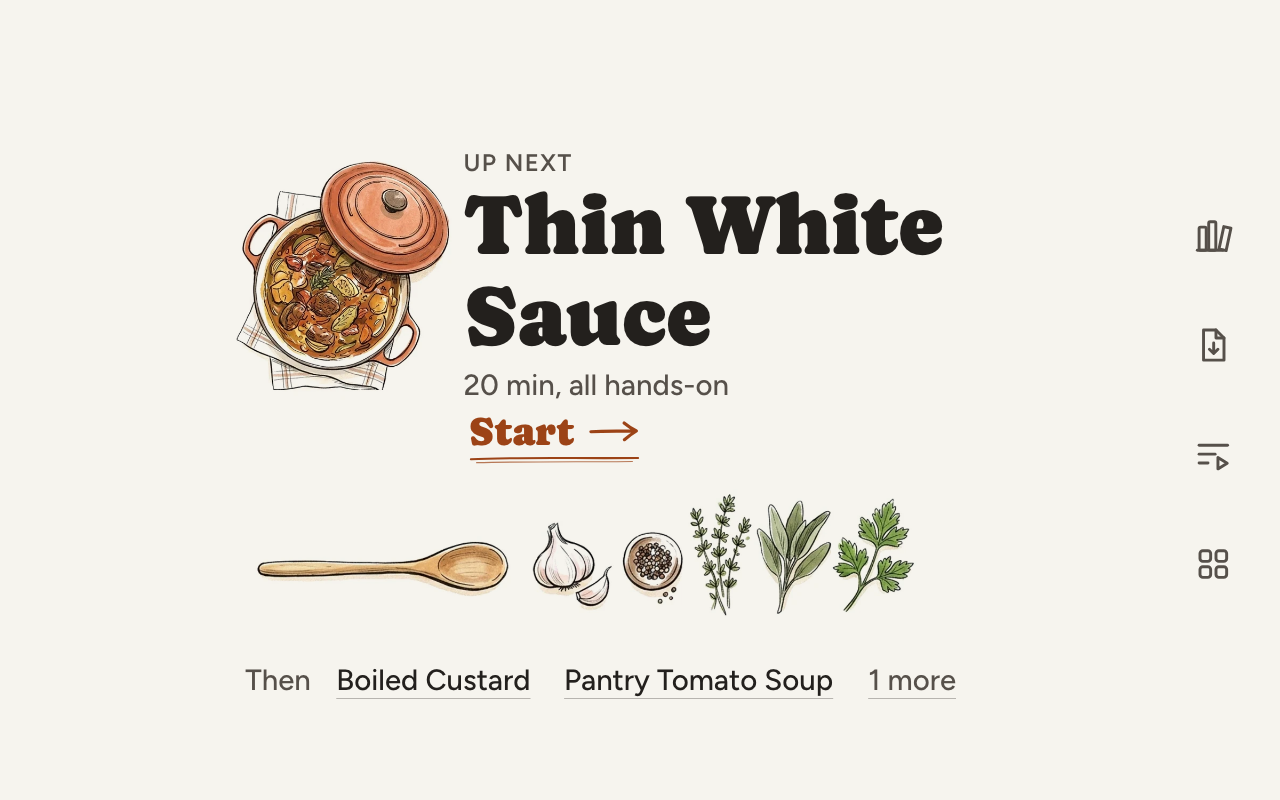 UP NEXT
Thin White
Sauce
20 min, all hands-on
Start
Then Boiled Custard Pantry Tomato Soup 1 more